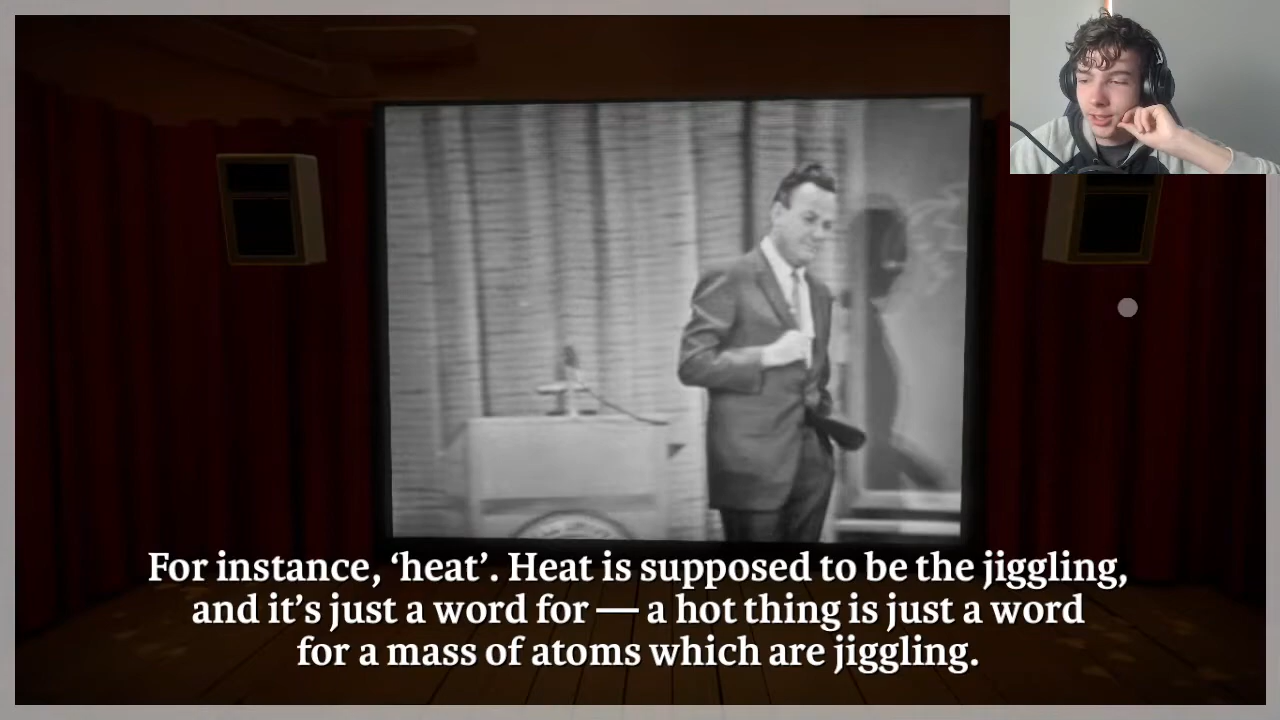 For instance, ‘heat’. Heat is supposed to be the jiggling,
and it’s just a word for — a hot thing is just a word
for a mass of atoms which are jiggling.